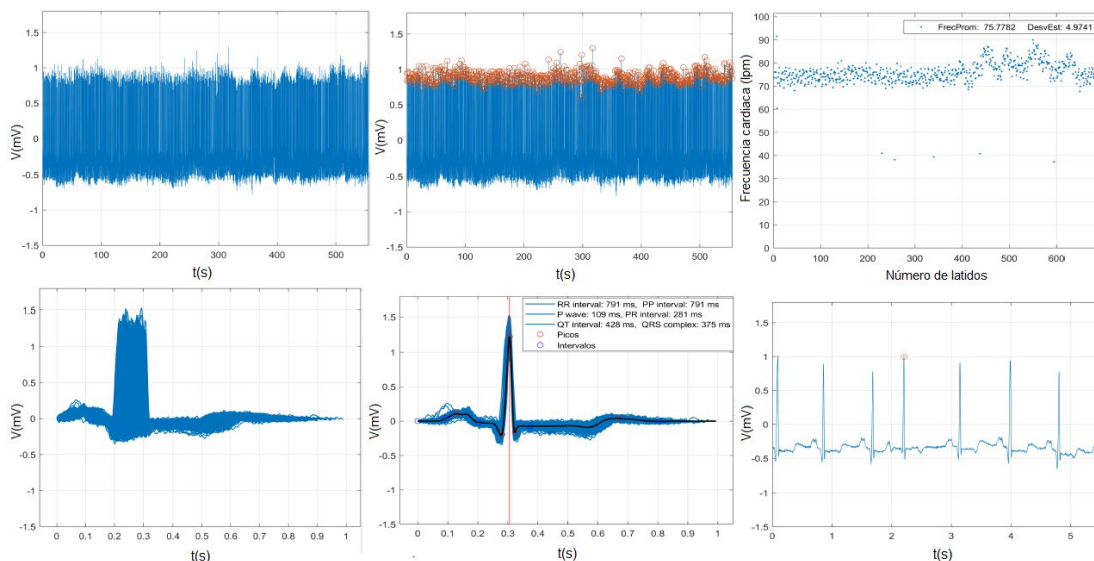 1.5
1
0.5
0
-0.5
-1
-1.5
V(mV)
0 100 200 300 400 500
t(s)
1.5
1
0.5
0
-0.5
-1
-1.5
V(mV)
0 100 200 300 400 500
t(s)
100
90
80
70
60
50
40
30
20
10
0
Frecuencia cardiaca (lpm)
FrecProm: 75.7782 DesvEst: 4.9741
0 100 200 300 400 500 600
Número de latidos
1.5
1
0.5
0
-0.5
-1
-1.5
V(mV)
0 0.1 0.2 0.3 0.4 0.5 0.6 0.7 0.8 0.9 1
t(s)
1.5
1
0.5
0
-0.5
-1
-1.5
V(mV)
RR interval: 791 ms, PP interval: 791 ms
P wave: 109 ms, PR interval: 281 ms
QT interval: 428 ms, QRS complex: 375 ms
Picos
Intervalos
0 0.1 0.2 0.3 0.4 0.5 0.6 0.7 0.8 0.9 1
t(s)
1.5
1
0.5
0
-0.5
-1
-1.5
V(mV)
0 1 2 3 4 5
t(s)